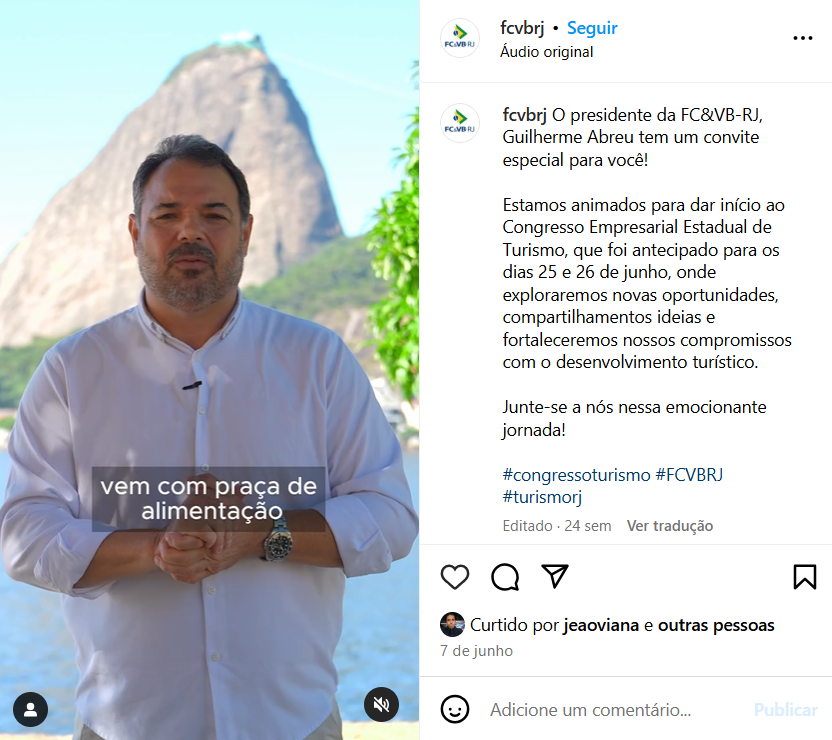 vem com praça de
alimentação
FC&VB-RJ
fcvbrj • Seguir
Áudio original
FC&VB-RJ
fcvbrj O presidente da FC&VB-RJ,
Guilherme Abreu tem um convite
especial para você!
Estamos animados para dar início ao
Congresso Empresarial Estadual de
Turismo, que foi antecipado para os
dias 25 e 26 de junho, onde
exploraremos novas oportunidades,
compartilhamentos ideias e
fortaleceremos nossos compromissos
com o desenvolvimento turístico.
Junte-se a nós nessa emocionante
jornada!
#congressoturismo #FCVBRJ
#turismorj
Editado · 24 sem Ver tradução
Curtido por jeaoviana e outras pessoas
7 de junho
Adicione um comentário... Publicar